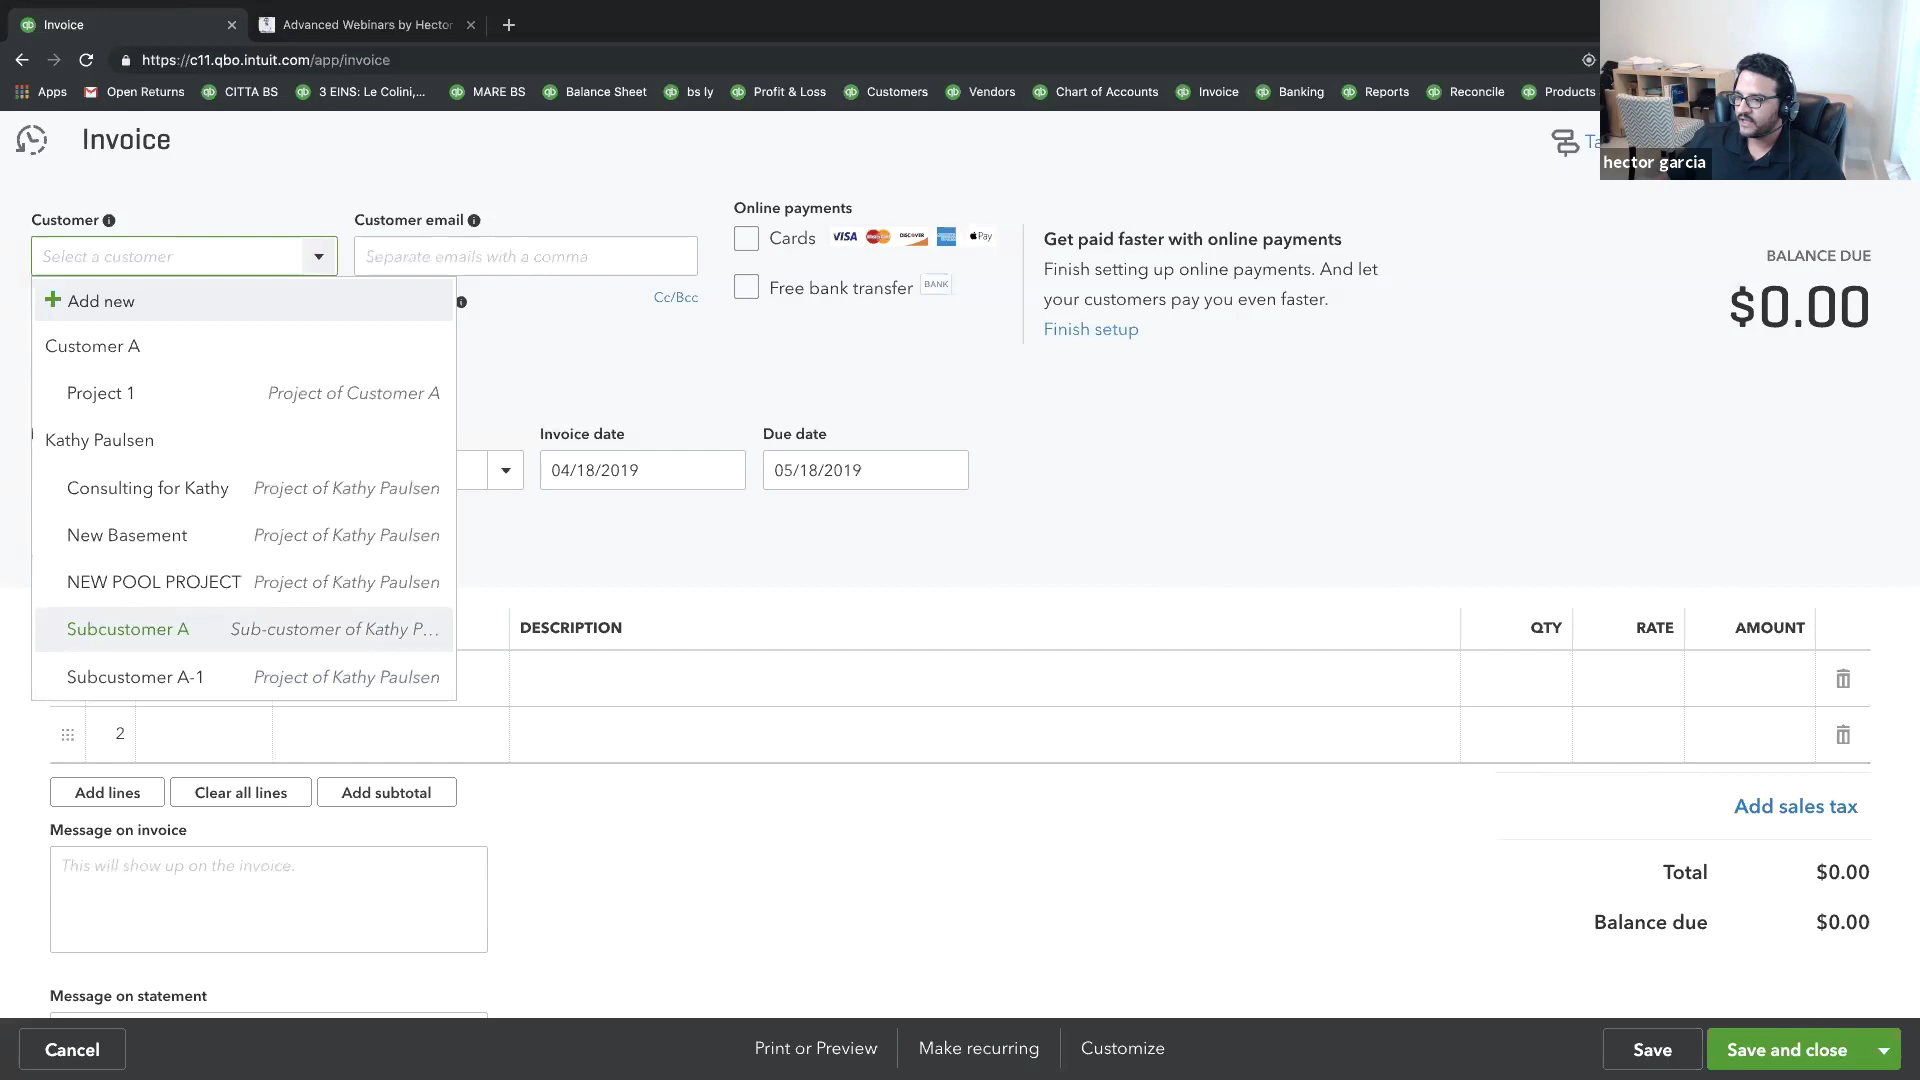 Invoice
Advanced Webinars by Hector
https://c11.qbo.intuit.com/app/invoice
Apps
Open Returns
CITTA BS
3 EINS: Le Colini,...
MARE BS
Balance Sheet
bs ly
Profit & Loss
Customers
Vendors
Chart of Accounts
Invoice
Banking
Reports
Reconcile
Products
Invoice
hector garcia
Customer
Customer email
Online payments
Select a customer
Separate emails with a comma
Cards
VISA
DISCOVER
Pay
Free bank transfer
BANK
Get paid faster with online payments
Finish setting up online payments. And let
your customers pay you even faster.
Finish setup
BALANCE DUE
$0.00
Cc/Bcc
Add new
Customer A
Project 1 Project of Customer A
Kathy Paulsen
Consulting for Kathy Project of Kathy Paulsen
New Basement Project of Kathy Paulsen
NEW POOL PROJECT Project of Kathy Paulsen
Subcustomer A Sub-customer of Kathy P...
Subcustomer A-1 Project of Kathy Paulsen
Invoice date
04/18/2019
Due date
05/18/2019
DESCRIPTION QTY RATE AMOUNT
2
Add lines
Clear all lines
Add subtotal
Message on invoice
This will show up on the invoice.
Add sales tax
Total $0.00
Balance due $0.00
Message on statement
Cancel
Print or Preview
Make recurring
Customize
Save
Save and close